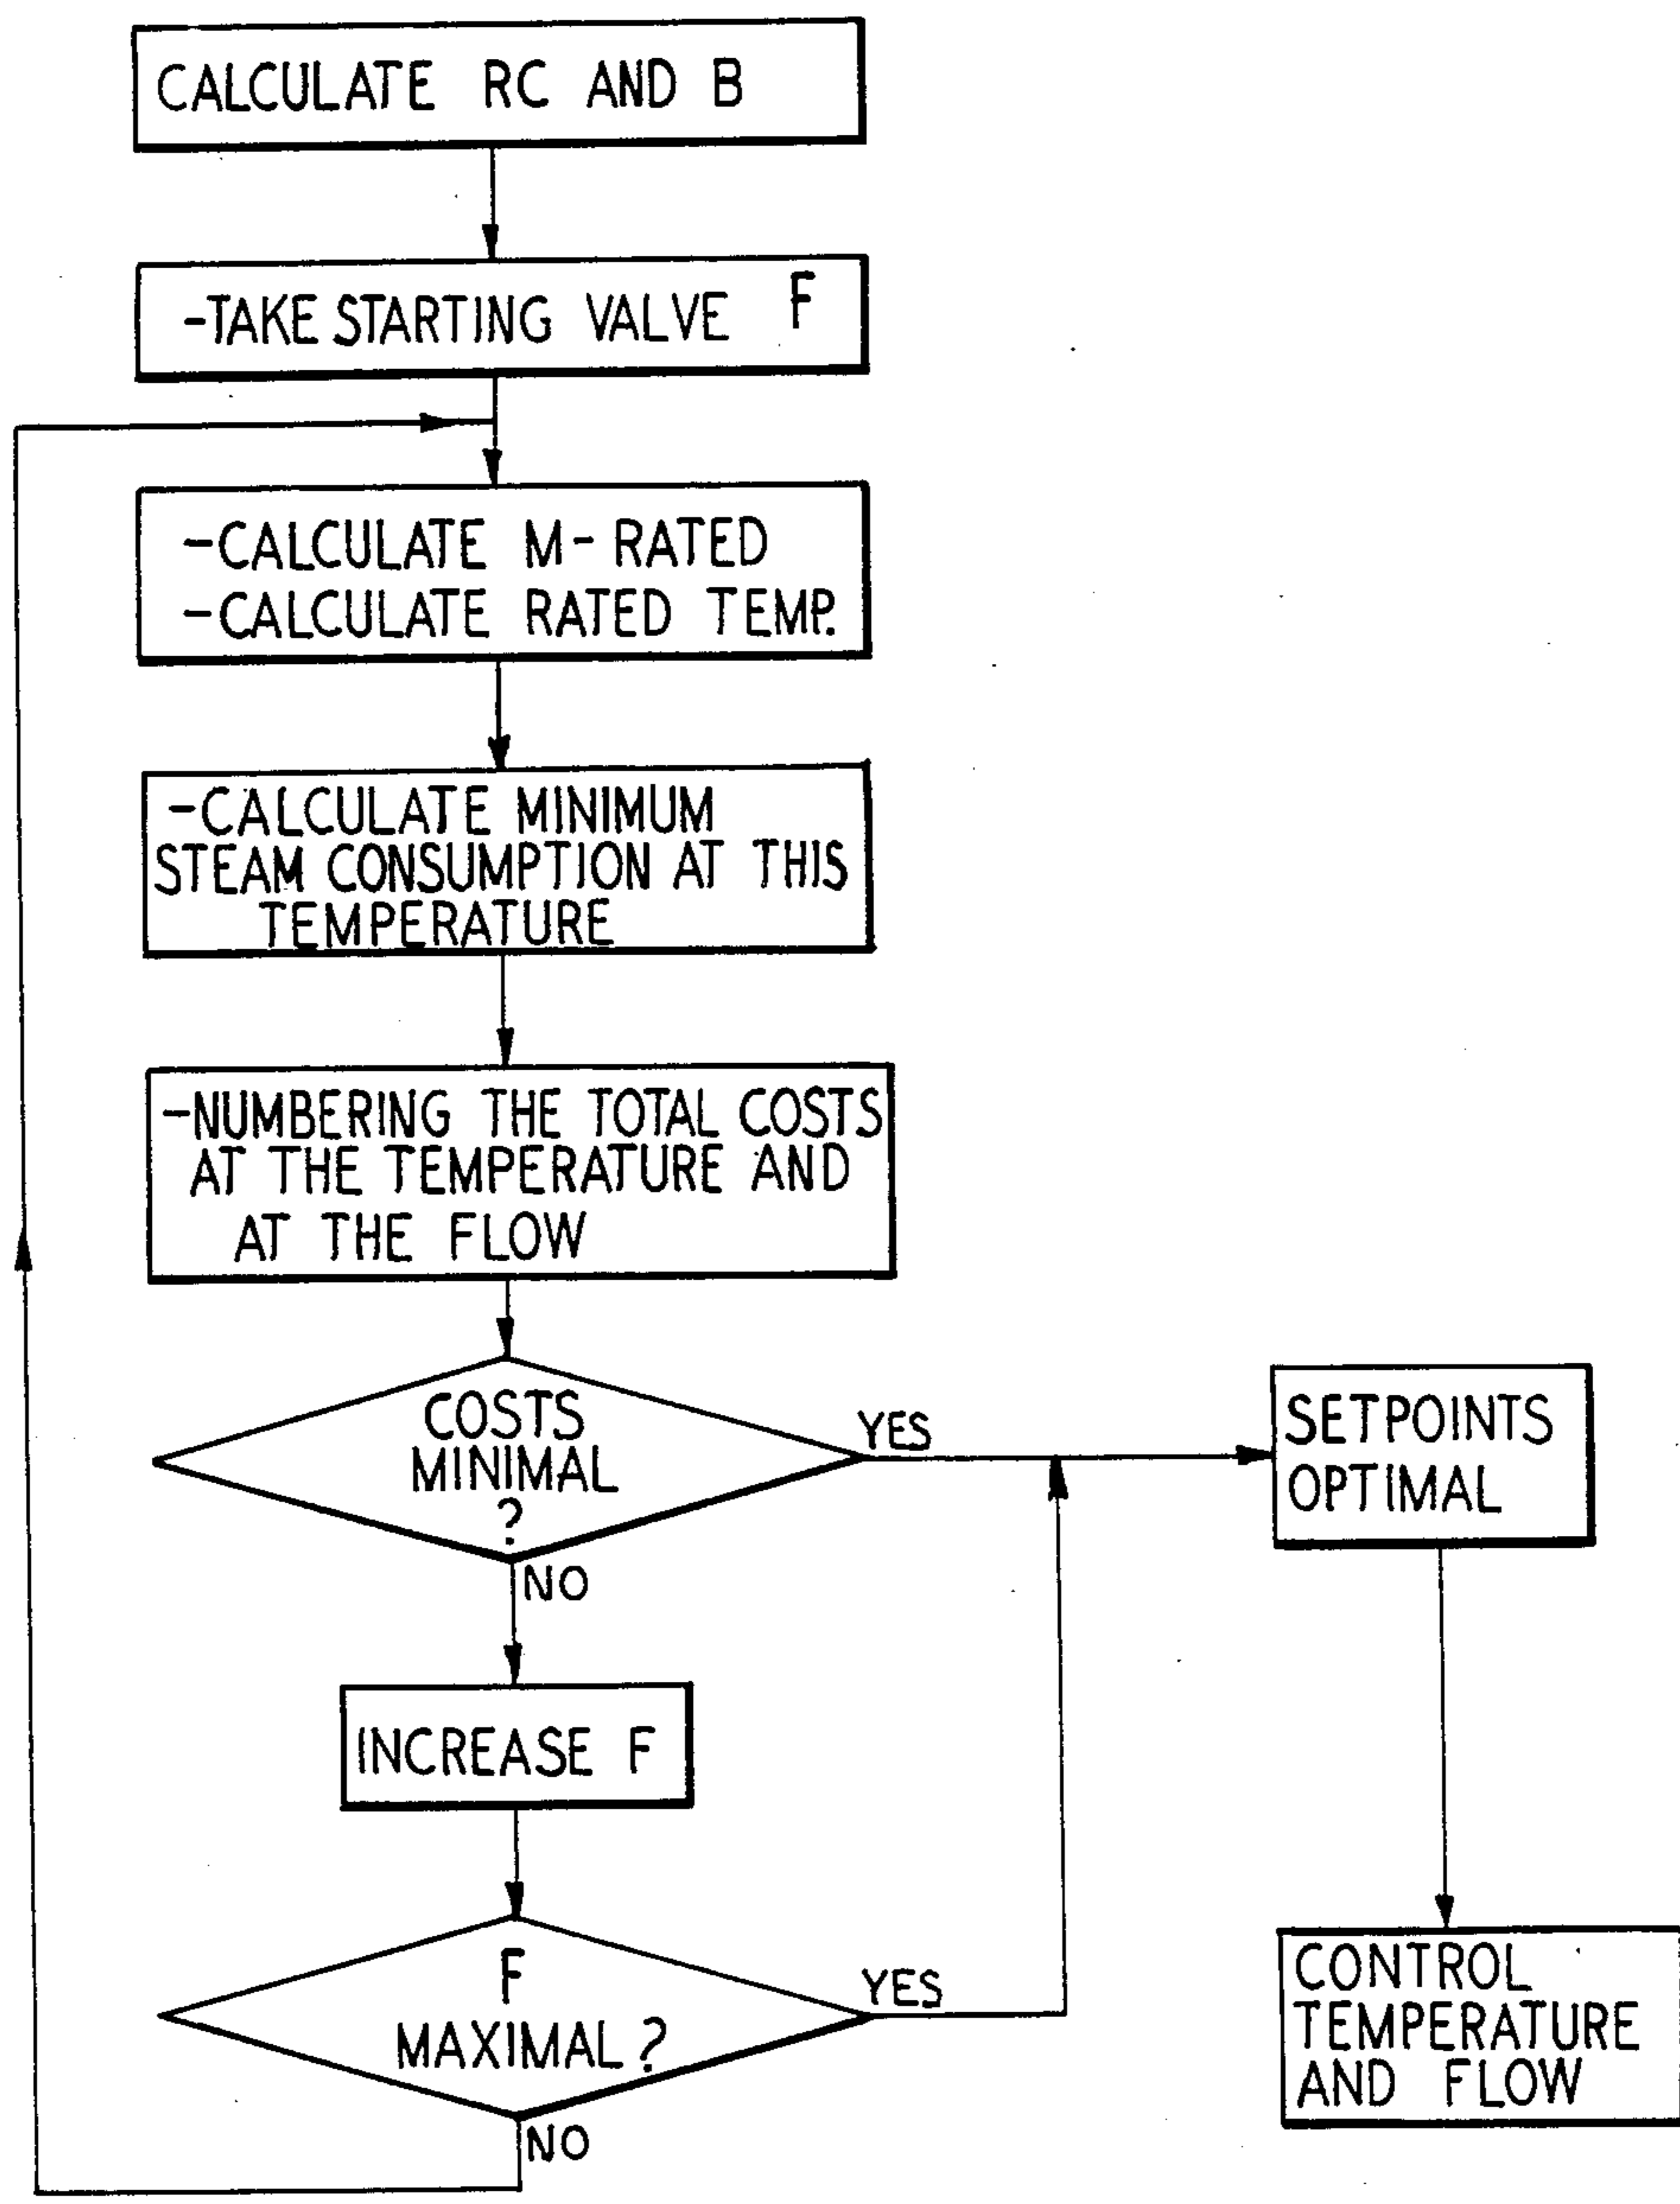 CALCULATE RC AND B
-TAKE STARTING VALVE F
-CALCULATE M-RATED
-CALCULATE RATED TEMP.
-CALCULATE MINIMUM
STEAM CONSUMPTION AT THIS
TEMPERATURE
-NUMBERING THE TOTAL COSTS
AT THE TEMPERATURE AND
AT THE FLOW
COSTS
MINIMAL
?
YES
NO
SETPOINTS
OPTIMAL
INCREASE F
F
MAXIMAL?
YES
NO
CONTROL
TEMPERATURE
AND FLOW